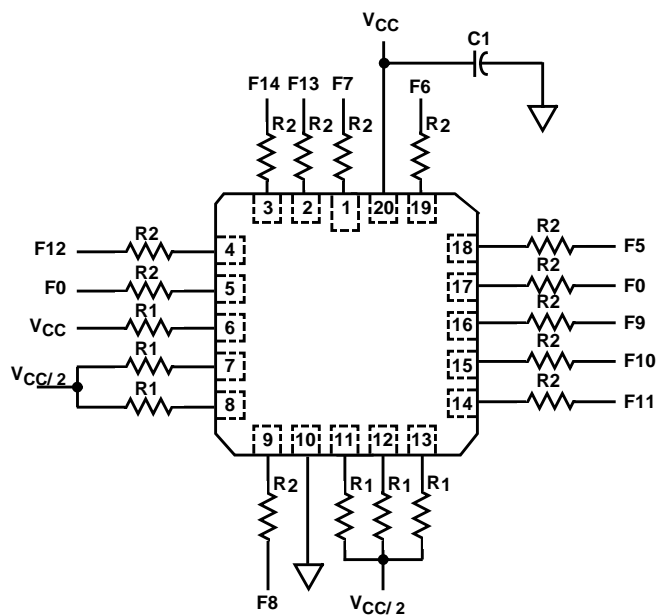 VCC
C1
F14 F13 F7 F6
R2 R2 R2 R2
3 2 1 20 19
F12 R2 4
F0 R2 5
VCC R1 6
VCC/2
R1 7
R1 8
18 R2 F5
17 R2 F0
16 R2 F9
15 R2 F10
14 R2 F11
9 10 11 12 13
R2 R1 R1 R1
F8
VCC/2